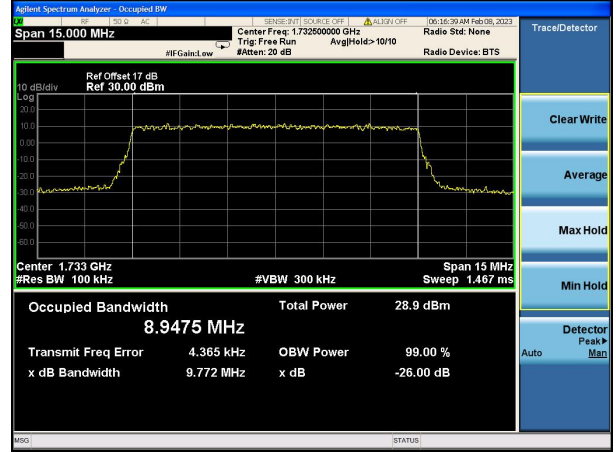 Agilent Spectrum Analyzer - Occupied BW
LXI RF 50 Ω AC SENSE:INT SOURCE OFF ALIGN OFF 06:16:39 AM Feb 08, 2023
Span 15.000 MHz
Center Freq: 1.732500000 GHz
Radio Std: None
Trig: Free Run Avg|Hold:> 10/10
#IFGain:Low #Atten: 20 dB Radio Device: BTS
Trace/Detector
Ref Offset 17 dB
10 dB/div Ref 30.00 dBm
Log
20.0
10.0
0.00
-10.0
-20.0
-30.0
-40.0
-50.0
-60.0
Clear Write
Average
Max Hold
Min Hold
Center 1.733 GHz Span 15 MHz
#Res BW 100 kHz #VBW 300 kHz Sweep 1.467 ms
Occupied Bandwidth Total Power 28.9 dBm
8.9475 MHz
Transmit Freq Error 4.365 kHz OBW Power 99.00 %
x dB Bandwidth 9.772 MHz x dB -26.00 dB
Detector
Peak▶
Auto Man
MSG STATUS